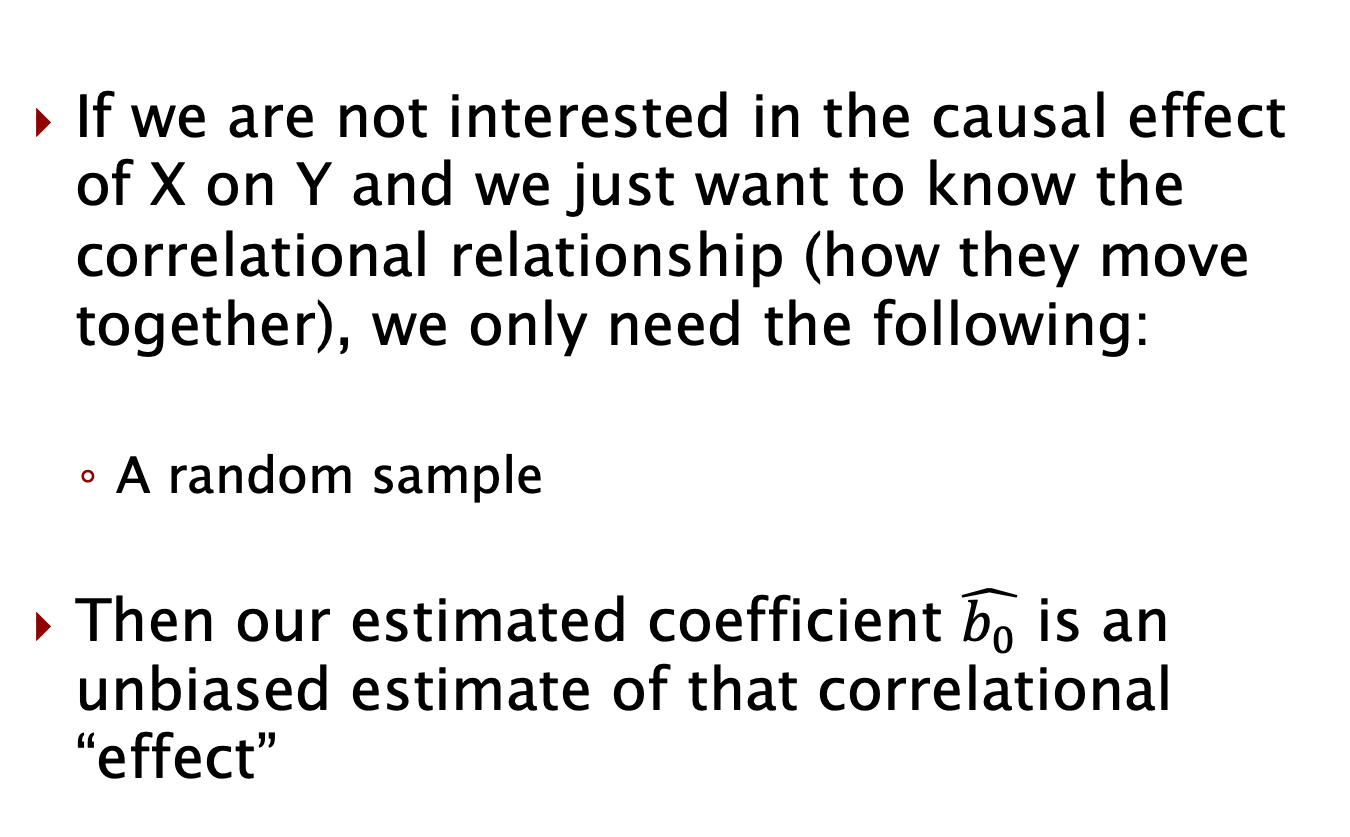 If we are not interested in the causal effect
of X on Y and we just want to know the
correlational relationship (how they move
together), we only need the following:
A random sample
Then our estimated coefficient $\widehat{b_0}$ is an
unbiased estimate of that correlational
“effect”